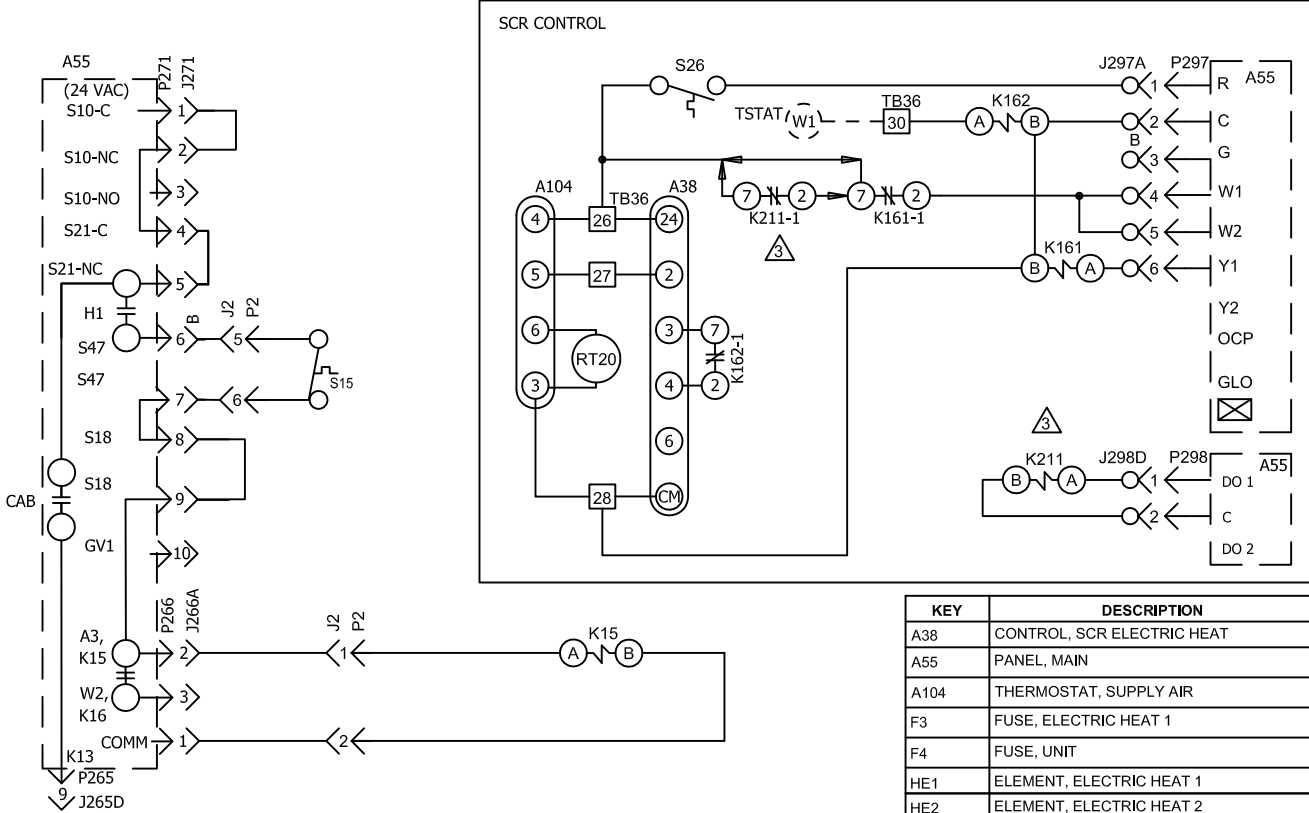 SCR CONTROL
A55
(24 VAC)
P271
J271
S10-C
1
S10-NC
2
S10-NO
3
S21-C
4
S21-NC
5
H1
S47
6
B
J2
P2
5
S47
7
6
S15
S18
8
S18
9
CAB
GV1
10
P266
J266A
A3,
K15
2
J2
P2
1
A
K15
B
W2,
K16
3
COMM
1
2
K13
P265
9
J265D
S26
J297A
P297
1
R
A55
TSTAT
W1
TB36
30
A
K162
B
2
C
B
3
G
7
2
K211-1
3
7
2
K161-1
4
W1
5
W2
B
K161
A
6
Y1
Y2
OCP
GLO
A104
TB36
A38
4
26
24
5
27
2
6
RT20
3
7
K162-1
3
4
2
6
28
CM
3
B
K211
A
J298D
P298
1
A55
DO 1
2
C
DO 2
KEY DESCRIPTION
A38 CONTROL, SCR ELECTRIC HEAT
A55 PANEL, MAIN
A104 THERMOSTAT, SUPPLY AIR
F3 FUSE, ELECTRIC HEAT 1
F4 FUSE, UNIT
HE1 ELEMENT, ELECTRIC HEAT 1
HE2 ELEMENT, ELECTRIC HEAT 2